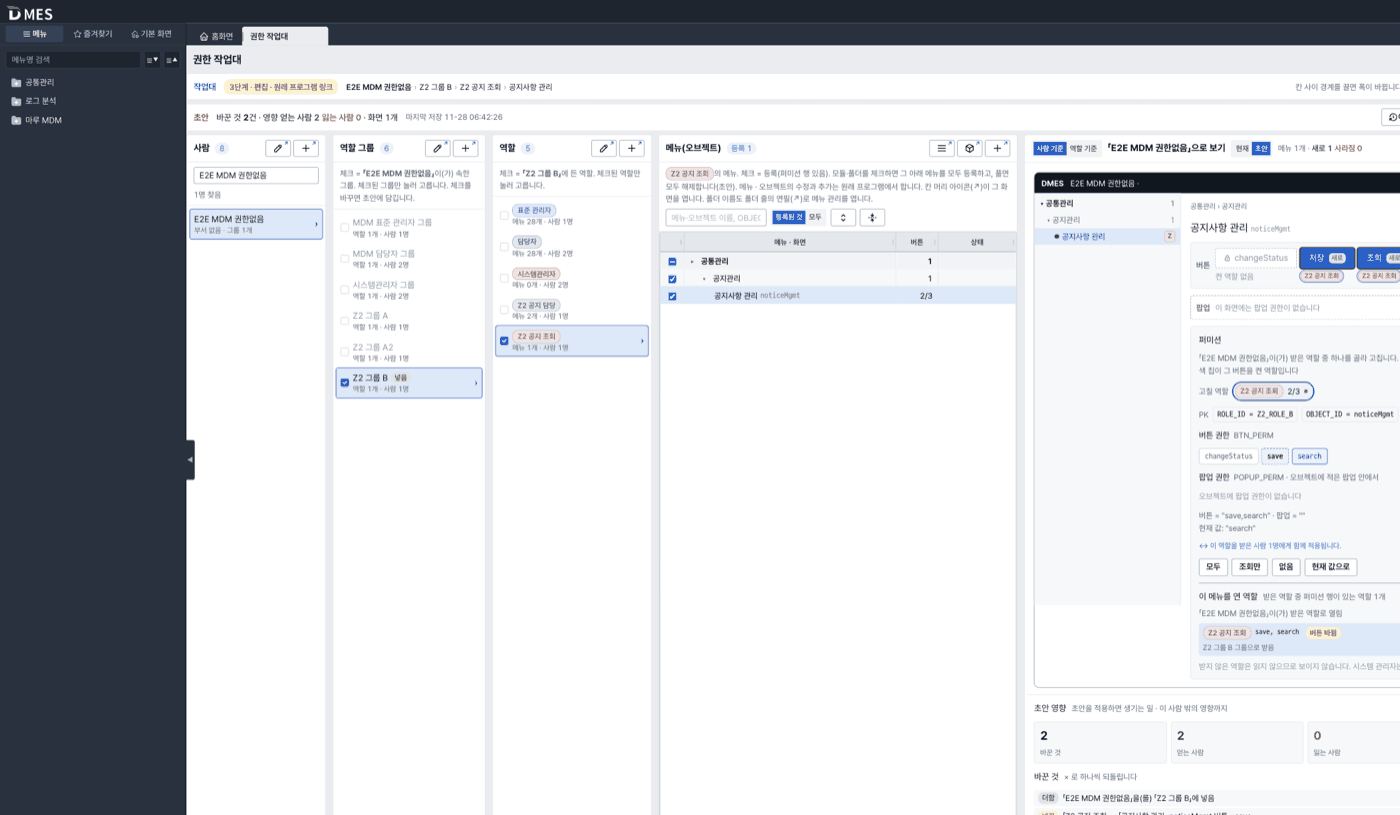 DMES
메뉴
즐겨찾기
기본 화면
메뉴명 검색
공통관리
로그 분석
마루 MDM
홈화면
권한 작업대
권한 작업대
작업대 3단계 · 편집 · 원래 프로그램 링크 E2E MDM 권한없음 › Z2 그룹 B › Z2 공지 조회 › 공지사항 관리
칸 사이 경계를 끌면 폭이 바뀝니다
초안 바꾼 것 2건 · 영향 얻는 사람 2 잃는 사람 0 · 화면 1개 마지막 저장 11-28 06:42:26
사람 8
E2E MDM 권한없음
1명 찾음
E2E MDM 권한없음
부서 없음 · 그룹 1개
역할 그룹 6
체크 = 「E2E MDM 권한없음」이(가) 속한
그룹. 체크된 그룹만 눌러 고릅니다. 체크를
바꾸면 초안에 담깁니다.
MDM 표준 관리자 그룹
역할 1개 · 사람 1명
MDM 담당자 그룹
역할 1개 · 사람 2명
시스템관리자 그룹
역할 1개 · 사람 2명
Z2 그룹 A
역할 1개 · 사람 1명
Z2 그룹 A2
역할 1개 · 사람 1명
Z2 그룹 B 넣음
역할 1개 · 사람 1명
역할 5
체크 = 「Z2 그룹 B」에 든 역할. 체크된 역할만
눌러 고릅니다.
표준 관리자
메뉴 28개 · 사람 1명
담당자
메뉴 28개 · 사람 2명
시스템관리자
메뉴 0개 · 사람 2명
Z2 공지 담당
메뉴 2개 · 사람 1명
Z2 공지 조회
메뉴 1개 · 사람 1명
메뉴(오브젝트) 등록 1
Z2 공지 조회 의 메뉴. 체크 = 등록(퍼미션 행 있음). 모듈·폴더를 체크하면 그 아래 메뉴를 모두 등록하고, 풀면
모두 해제합니다(초안). 메뉴 · 오브젝트의 수정과 추가는 원래 프로그램에서 합니다. 칸 머리 아이콘(↗)이 그 화
면을 엽니다. 폴더 이름도 폴더 줄의 연필(↗)로 메뉴 관리를 엽니다.
메뉴·오브젝트 이름, OBJEC
등록된 것 모두
메뉴 · 화면 버튼 상태
공통관리 1
공지관리 1
공지사항 관리 noticeMgmt 2/3
사람 기준 역할 기준 「E2E MDM 권한없음」으로 보기 현재 초안 메뉴 1개 · 새로 1 사라짐 0
DMES E2E MDM 권한없음 ·
공통관리 1
공지관리 1
공지사항 관리 Z
공통관리 › 공지관리
공지사항 관리 noticeMgmt
버튼 changeStatus 저장 새로 조회 새로
켠 역할 없음 Z2 공지 조회 Z2 공지 조회
팝업 이 화면에는 팝업 권한이 없습니다
퍼미션
「E2E MDM 권한없음」이(가) 받은 역할 중 하나를 골라 고칩니다.
색 칩이 그 버튼을 켠 역할입니다
고칠 역할 Z2 공지 조회 2/3
PK ROLE_ID = Z2_ROLE_B OBJECT_ID = noticeMgmt
버튼 권한 BTN_PERM
changeStatus save search
팝업 권한 POPUP_PERM · 오브젝트에 적은 팝업 안에서
오브젝트에 팝업 권한이 없습니다
버튼 = "save,search" · 팝업 = ""
현재 값: "search"
↔ 이 역할을 받은 사람 1명에게 함께 적용됩니다.
모두 조회만 없음 현재 값으로
이 메뉴를 연 역할 받은 역할 중 퍼미션 행이 있는 역할 1개
「E2E MDM 권한없음」이(가) 받은 역할로 열림
Z2 공지 조회 save, search 버튼 바뀜
Z2 그룹 B 그룹으로 받음
받지 않은 역할은 읽지 않으므로 보이지 않습니다. 시스템 관리자는
초안 영향 초안을 적용하면 생기는 일 · 이 사람 밖의 영향까지
2
바꾼 것
2
얻는 사람
0
잃는 사람
바꾼 것 × 로 하나씩 되돌립니다
더함 「E2E MDM 권한없음」을(를) 「Z2 그룹 B」에 넣음